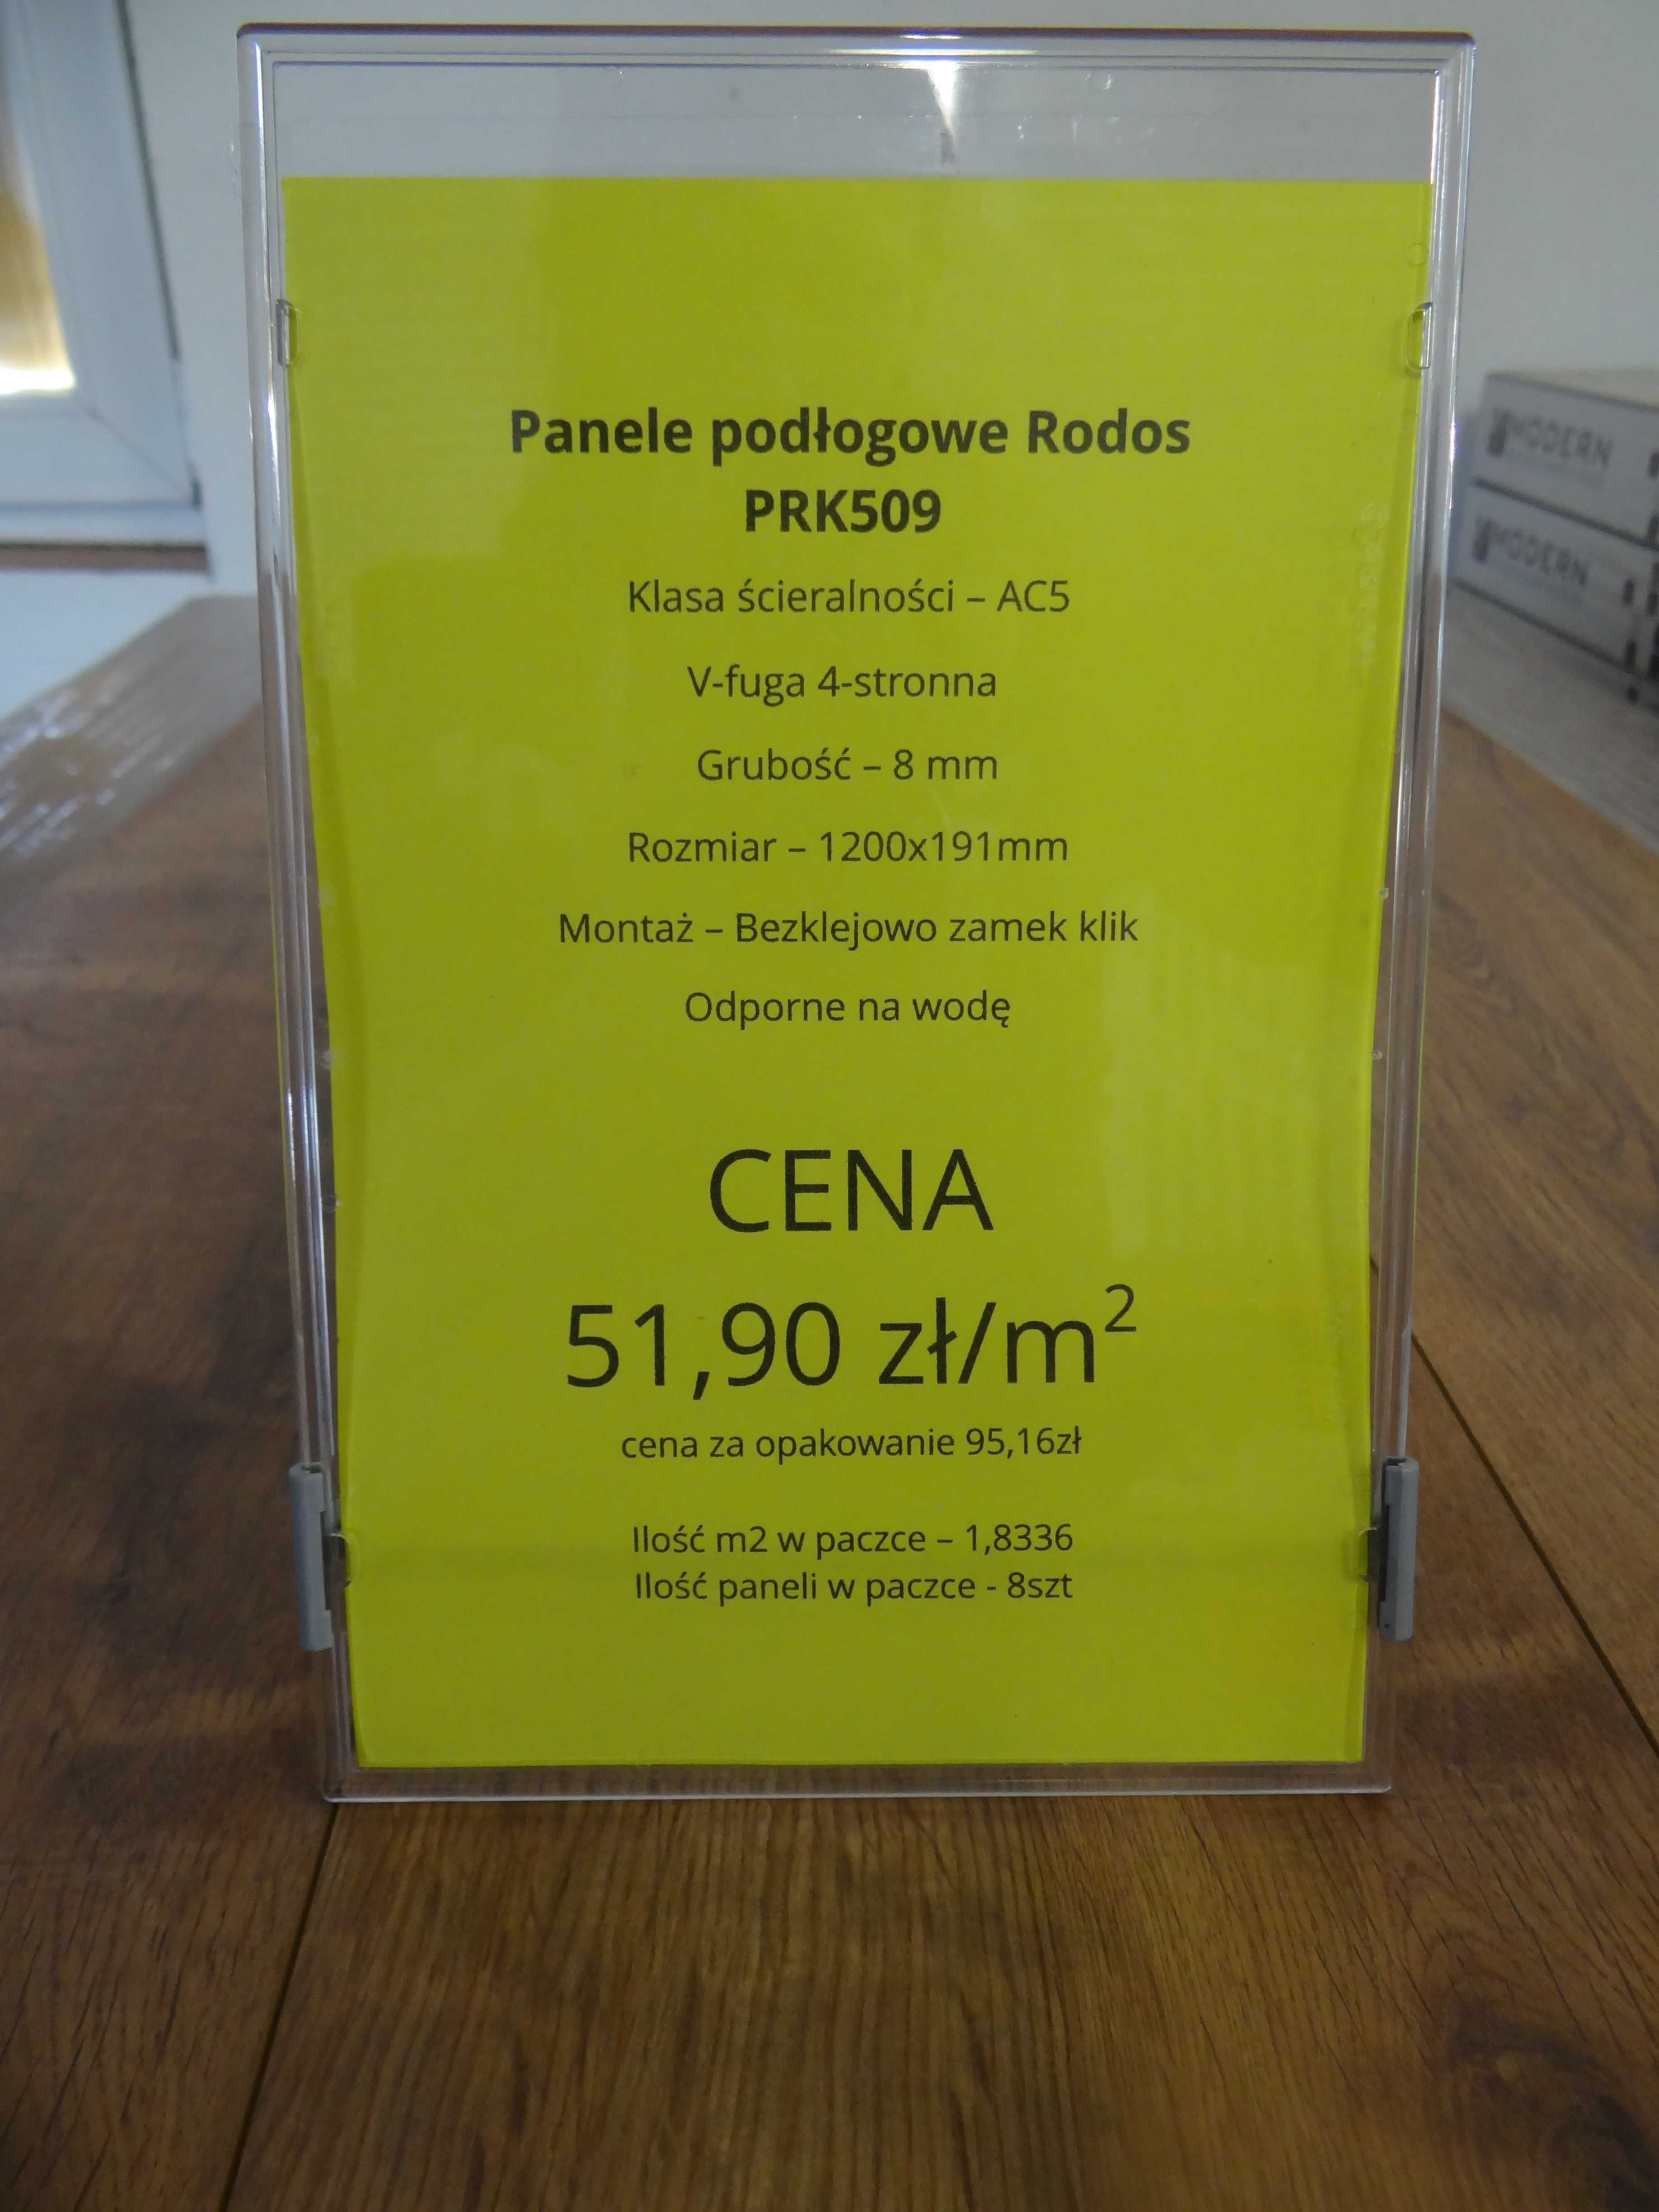 Panele podłogowe Rodos
PRK509
Klasa ścieralności – AC5
V-fuga 4-stronna
Grubość – 8 mm
Rozmiar – 1200x191mm
Montaż – Bezklejowo zamek klik
Odporne na wodę
CENA
51,90 zł/m²
cena za opakowanie 95,16zł
Ilość m2 w paczce – 1,8336
Ilość paneli w paczce - 8szt
MODERN
MODERN